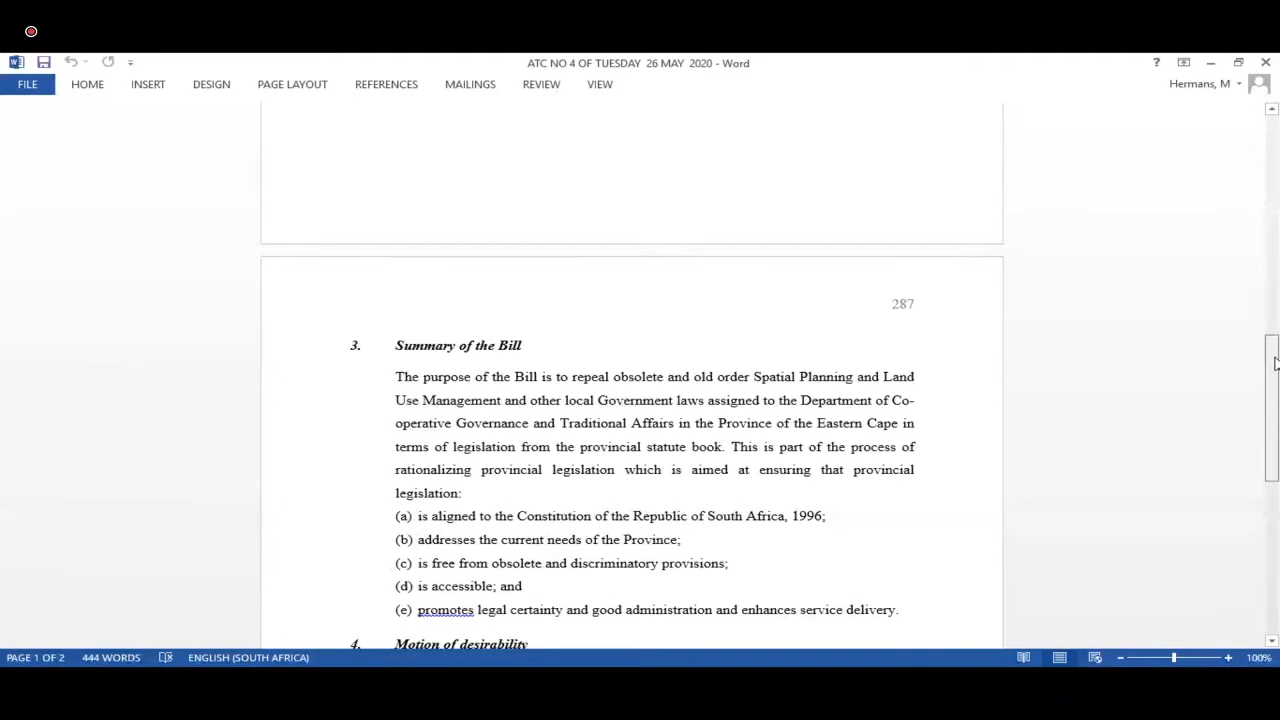 ATC NO 4 OF TUESDAY 26 MAY 2020 - Word
?
FILE HOME INSERT DESIGN PAGE LAYOUT REFERENCES MAILINGS REVIEW VIEW Hermans, M
287
3. Summary of the Bill
The purpose of the Bill is to repeal obsolete and old order Spatial Planning and Land
Use Management and other local Government laws assigned to the Department of Co-
operative Governance and Traditional Affairs in the Province of the Eastern Cape in
terms of legislation from the provincial statute book. This is part of the process of
rationalizing provincial legislation which is aimed at ensuring that provincial
legislation:
(a) is aligned to the Constitution of the Republic of South Africa, 1996;
(b) addresses the current needs of the Province;
(c) is free from obsolete and discriminatory provisions;
(d) is accessible; and
(e) promotes legal certainty and good administration and enhances service delivery.
4. Motion of desirability
PAGE 1 OF 2 444 WORDS ENGLISH (SOUTH AFRICA) 100%